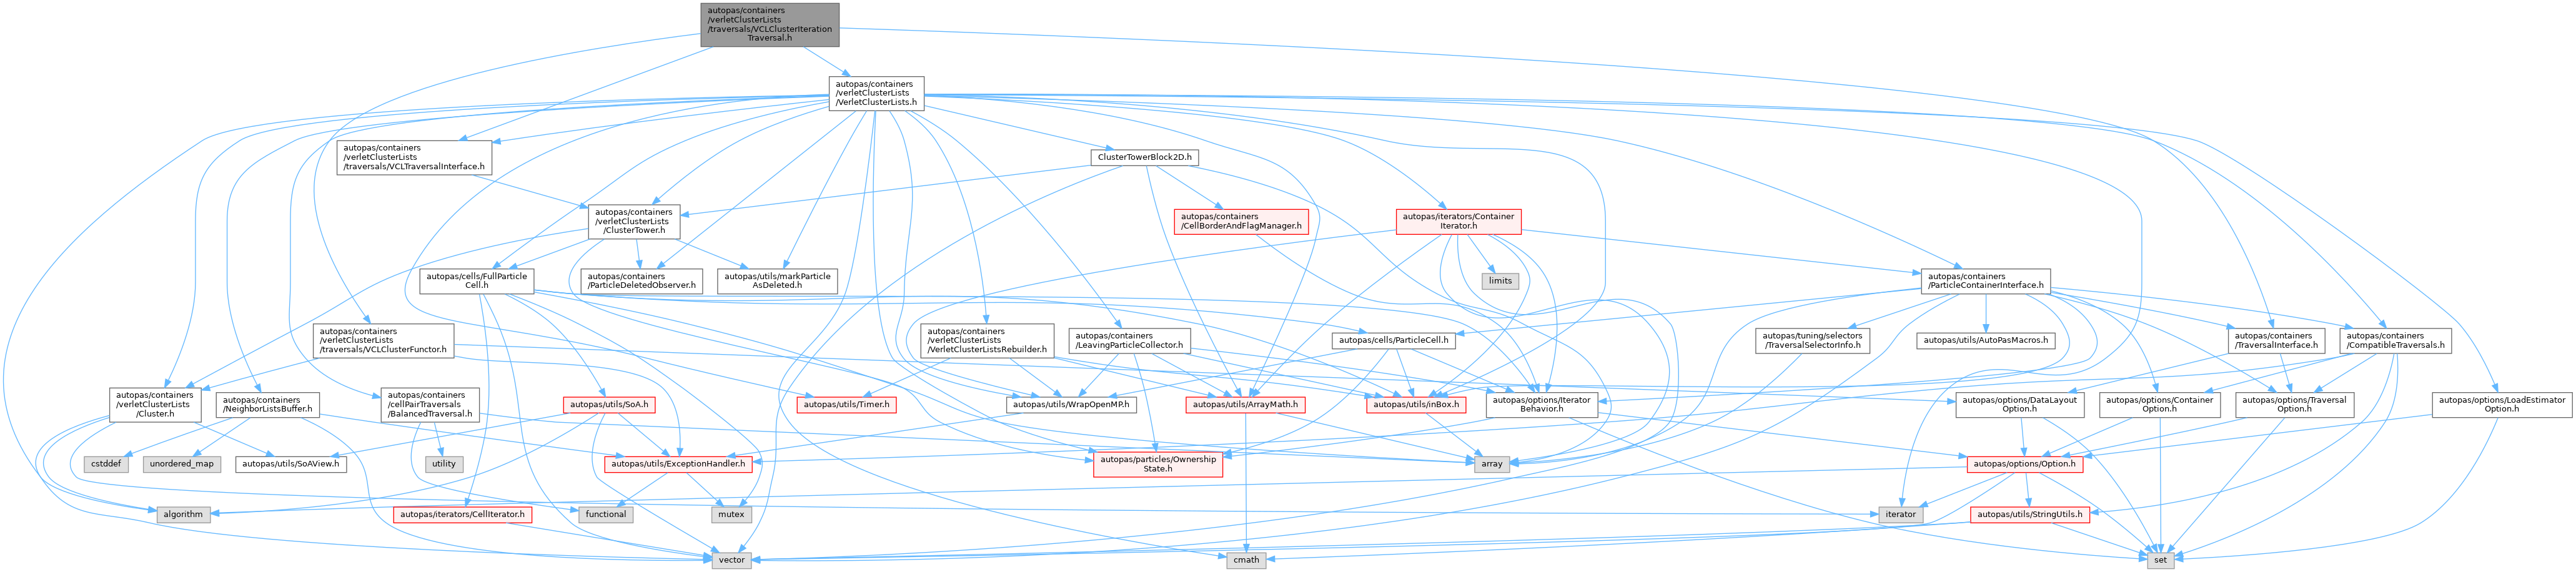 autopas/containers
/verletClusterLists
/traversals/VCLClusterIteration
Traversal.h
autopas/containers
/verletClusterLists
/VerletClusterLists.h
autopas/containers
/verletClusterLists
/traversals/VCLTraversalInterface.h
ClusterTowerBlock2D.h
autopas/containers
/verletClusterLists
/ClusterTower.h
autopas/containers
/CellBorderAndFlagManager.h
autopas/iterators/Container
Iterator.h
autopas/cells/FullParticle
Cell.h
autopas/containers
/ParticleDeletedObserver.h
autopas/utils/markParticle
AsDeleted.h
limits
autopas/containers
/ParticleContainerInterface.h
autopas/containers
/verletClusterLists
/traversals/VCLClusterFunctor.h
autopas/containers
/verletClusterLists
/VerletClusterListsRebuilder.h
autopas/containers
/LeavingParticleCollector.h
autopas/cells/ParticleCell.h
autopas/tuning/selectors
/TraversalSelectorInfo.h
autopas/utils/AutoPasMacros.h
autopas/containers
/TraversalInterface.h
autopas/containers
/CompatibleTraversals.h
autopas/containers
/verletClusterLists
/Cluster.h
autopas/containers
/NeighborListsBuffer.h
autopas/containers
/cellPairTraversals
/BalancedTraversal.h
autopas/utils/SoA.h
autopas/utils/Timer.h
autopas/utils/WrapOpenMP.h
autopas/utils/ArrayMath.h
autopas/utils/inBox.h
autopas/options/Iterator
Behavior.h
autopas/options/DataLayout
Option.h
autopas/options/Container
Option.h
autopas/options/Traversal
Option.h
autopas/options/LoadEstimator
Option.h
cstddef
unordered_map
autopas/utils/SoAView.h
utility
autopas/utils/ExceptionHandler.h
autopas/particles/Ownership
State.h
array
autopas/options/Option.h
algorithm
autopas/iterators/CellIterator.h
functional
mutex
iterator
autopas/utils/StringUtils.h
vector
cmath
set